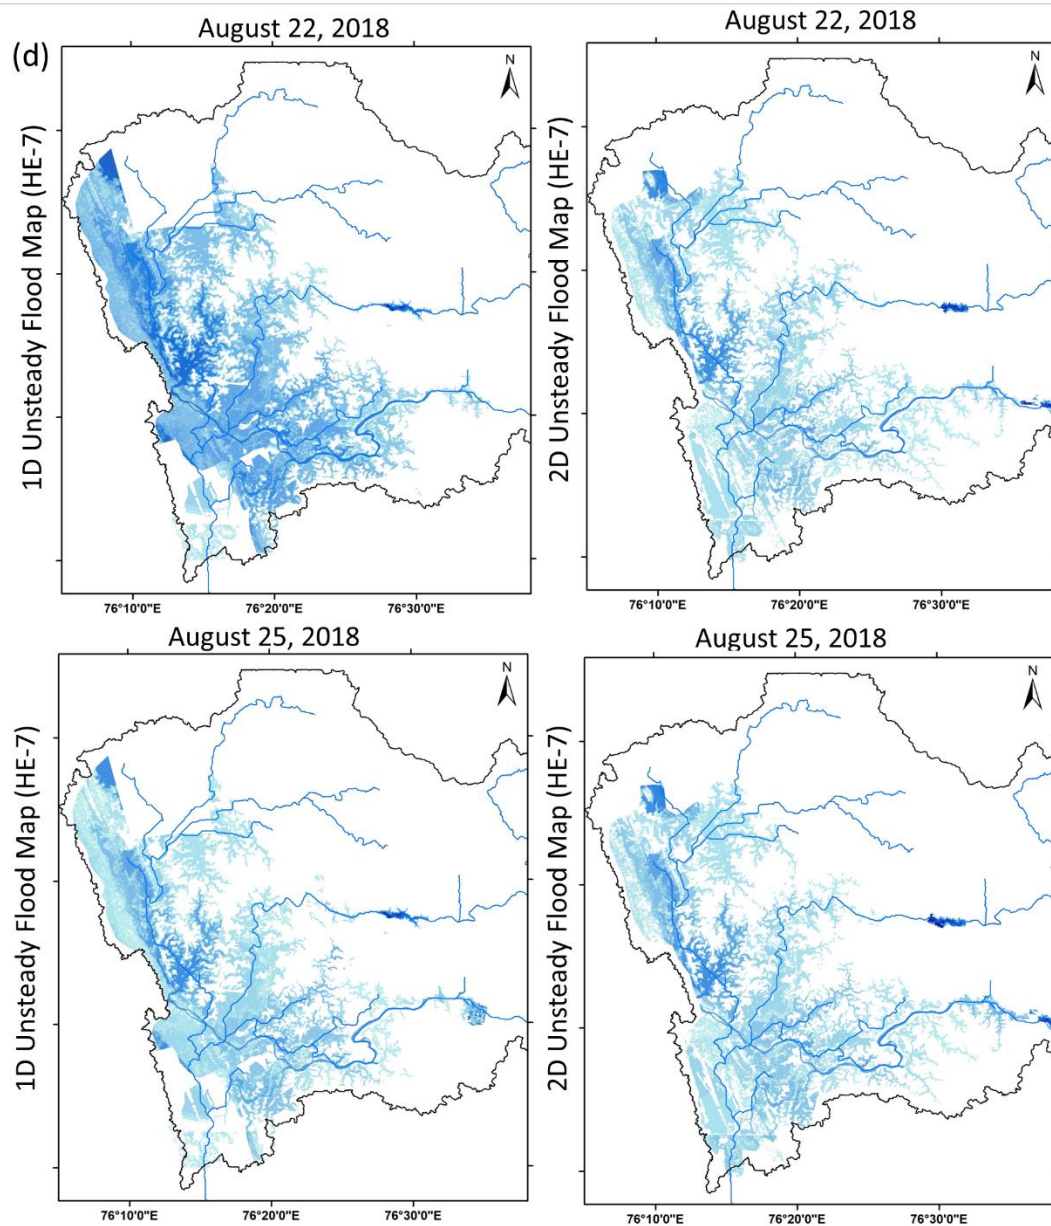 August 22, 2018
August 22, 2018
(d)
N
N
1D Unsteady Flood Map (HE-7)
2D Unsteady Flood Map (HE-7)
76°10'0"E
76°20'0"E
76°30'0"E
76°10'0"E
76°20'0"E
76°30'0"E
August 25, 2018
August 25, 2018
N
N
1D Unsteady Flood Map (HE-7)
2D Unsteady Flood Map (HE-7)
76°10'0"E
76°20'0"E
76°30'0"E
76°10'0"E
76°20'0"E
76°30'0"E